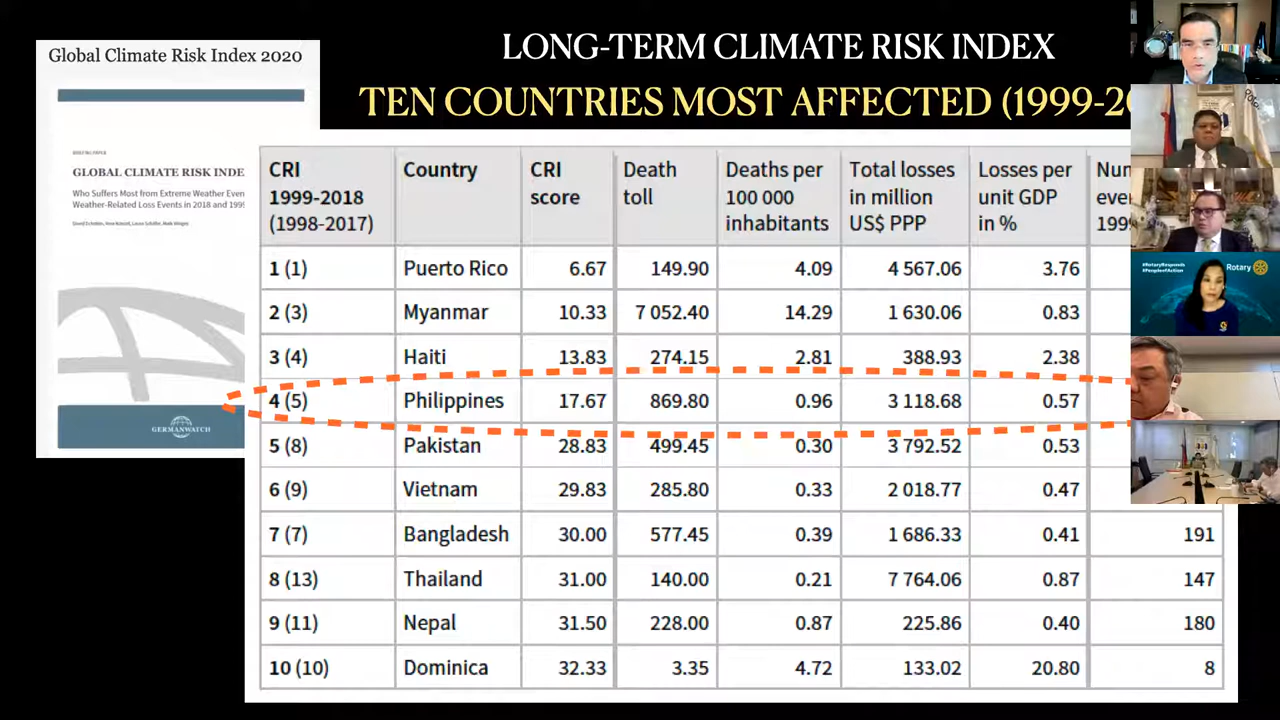 LONG-TERM CLIMATE RISK INDEX
TEN COUNTRIES MOST AFFECTED (1999-20
Global Climate Risk Index 2020
BRIEFING PAPER
GLOBAL CLIMATE RISK INDE
Who Suffers Most from Extreme Weather Even
Weather-Related Loss Events in 2018 and 199
GERMANWATCH
CRI 1999-2018 (1998-2017) Country CRI score Death toll Deaths per 100 000 inhabitants Total losses in million US$ PPP Losses per unit GDP in % Num even 1999
1 (1) Puerto Rico 6.67 149.90 4.09 4 567.06 3.76
2 (3) Myanmar 10.33 7 052.40 14.29 1 630.06 0.83
3 (4) Haiti 13.83 274.15 2.81 388.93 2.38
4 (5) Philippines 17.67 869.80 0.96 3 118.68 0.57
5 (8) Pakistan 28.83 499.45 0.30 3 792.52 0.53
6 (9) Vietnam 29.83 285.80 0.33 2 018.77 0.47
7 (7) Bangladesh 30.00 577.45 0.39 1 686.33 0.41 191
8 (13) Thailand 31.00 140.00 0.21 7 764.06 0.87 147
9 (11) Nepal 31.50 228.00 0.87 225.86 0.40 180
10 (10) Dominica 32.33 3.35 4.72 133.02 20.80 8
#RotaryResponds
#PeopleofAction
Rotary